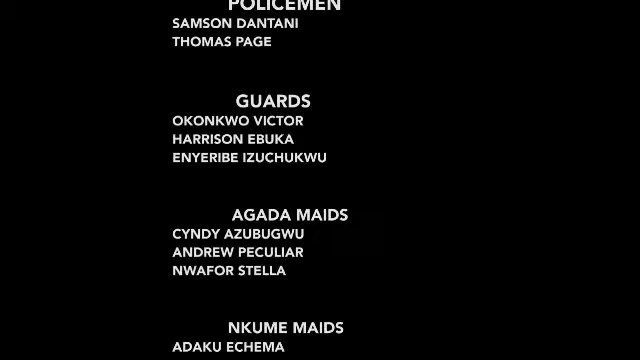 POLICEMEN
SAMSON DANTANI
THOMAS PAGE
GUARDS
OKONKWO VICTOR
HARRISON EBUKA
ENYERIBE IZUCHUKWU
AGADA MAIDS
CYNDY AZUBUGWU
ANDREW PECULIAR
NWAFOR STELLA
NKUME MAIDS
ADAKU ECHEMA